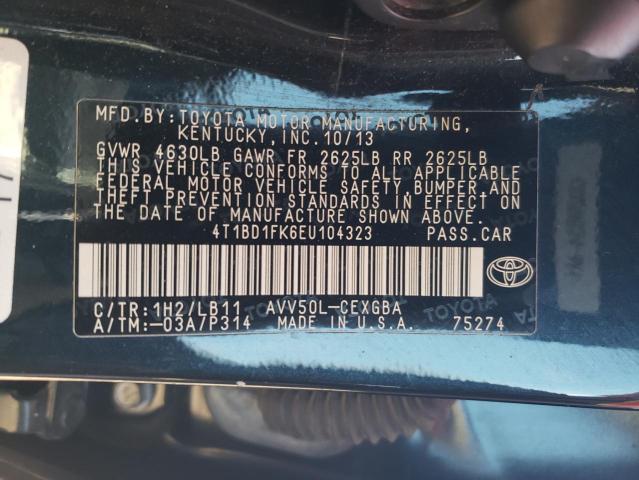 MFD. BY: TOYOTA MOTOR MANUFACTURING,
KENTUCKY, INC. 10/13
GVWR 4630LB GAWR FR 2625LB RR 2625LB
THIS VEHICLE CONFORMS TO ALL APPLICABLE
FEDERAL MOTOR VEHICLE SAFETY, BUMPER AND
THEFT PREVENTION STANDARDS IN EFFECT ON
THE DATE OF MANUFACTURE SHOWN ABOVE.
4T1BD1FK6EU104323 PASS.CAR
C/TR: 1H2/LB11 AVV50L-CEXGBA
A/TM: -03A/P314 MADE IN U.S.A. 75274